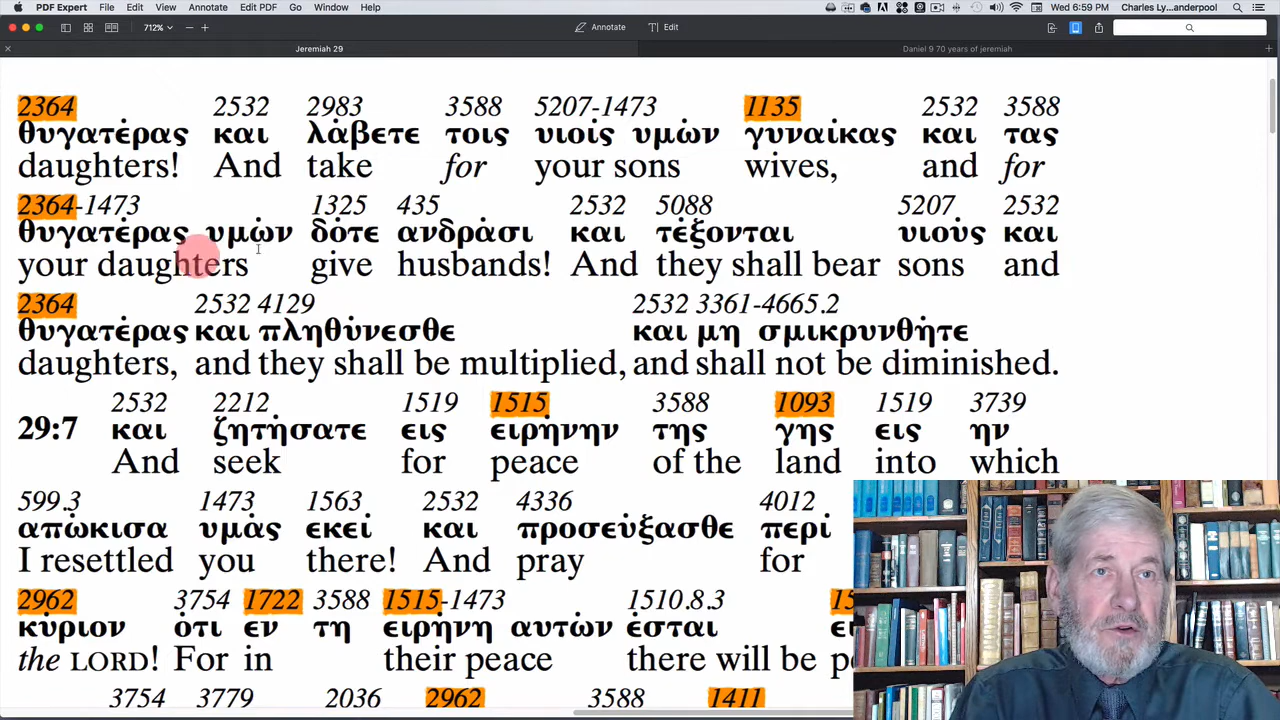 PDF Expert File Edit View Annotate Edit PDF Go Window Help Wed 6:59 PM Charles Ly...anderpool
712% Annotate Edit
Jeremiah 29 Daniel 9 70 years of jeremiah
2364 2532 2983 3588 5207-1473 1135 2532 3588
θυγατέρας και λάβετε τοις υιοίς υμών γυναίκας και τας
daughters! And take for your sons wives, and for
2364-1473 1325 435 2532 5088 5207 2532
θυγατέρας υμών δότε ανδράσι και τέξονται υιούς και
your daughters give husbands! And they shall bear sons and
2364 2532 4129 2532 3361-4665.2
θυγατέρας και πληθύνεσθε και μη σμικρυνθήτε
daughters, and they shall be multiplied, and shall not be diminished.
2532 2212 1519 1515 3588 1093 1519 3739
29:7 και ζητήσατε εις ειρήνην της γης εις ην
And seek for peace of the land into which
599.3 1473 1563 2532 4336 4012
απώκισα υμάς εκεί και προσεύξασθε περί
I resettled you there! And pray for
2962 3754 1722 3588 1515-1473 1510.8.3
κύριον ότι εν τη ειρήνη αυτών έσται
the LORD! For in their peace there will be
3754 3779 2036 2962 3588 1411